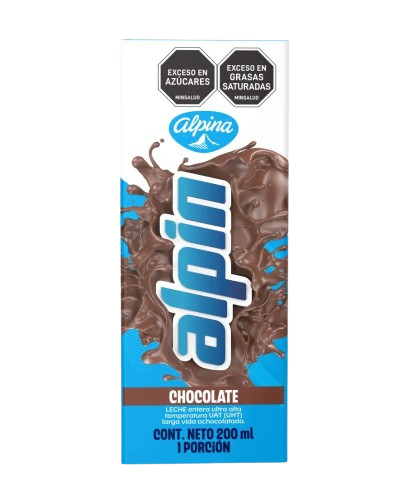 EXCESO EN
AZÚCARES
MINSALUD
EXCESO EN
GRASAS
SATURADAS
MINSALUD
alpina
alpin
CHOCOLATE
LECHE entera ultra alta
temperatura UAT (UHT)
larga vida achocolatada.
CONT. NETO 200 ml
1 PORCIÓN